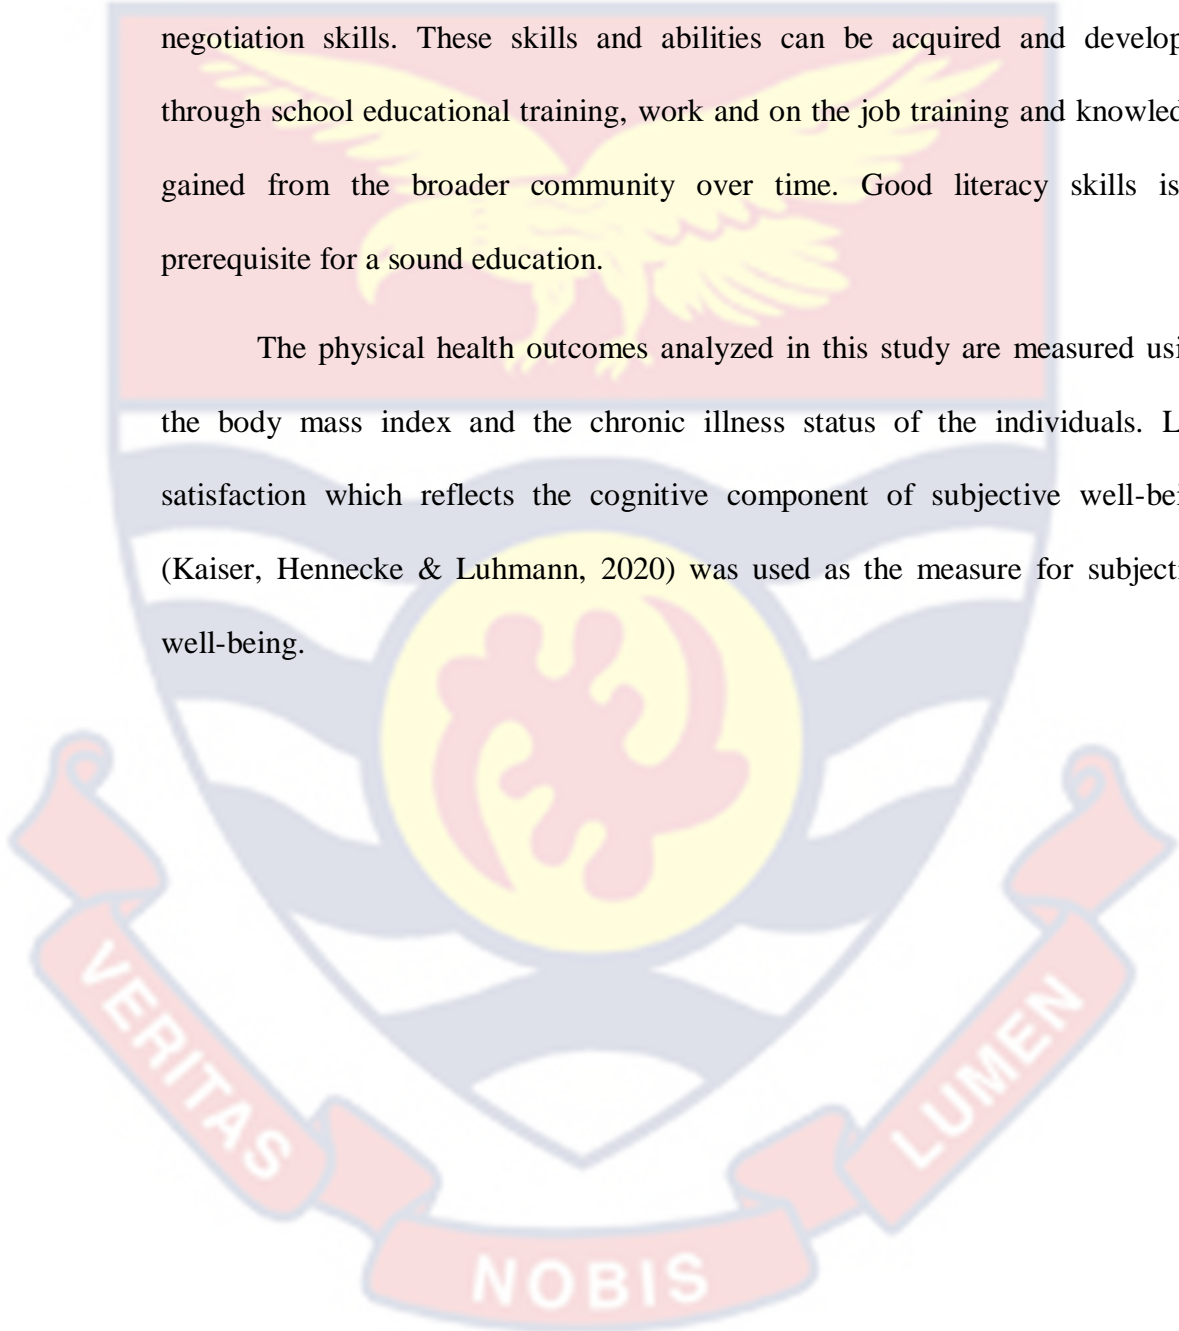 negotiation skills. These skills and abilities can be acquired and develop
through school educational training, work and on the job training and knowled
gained from the broader community over time. Good literacy skills is
prerequisite for a sound education.
The physical health outcomes analyzed in this study are measured usi
the body mass index and the chronic illness status of the individuals. L
satisfaction which reflects the cognitive component of subjective well-bei
(Kaiser, Hennecke & Luhmann, 2020) was used as the measure for subjecti
well-being.
VERITAS
NOBIS
LUMEN